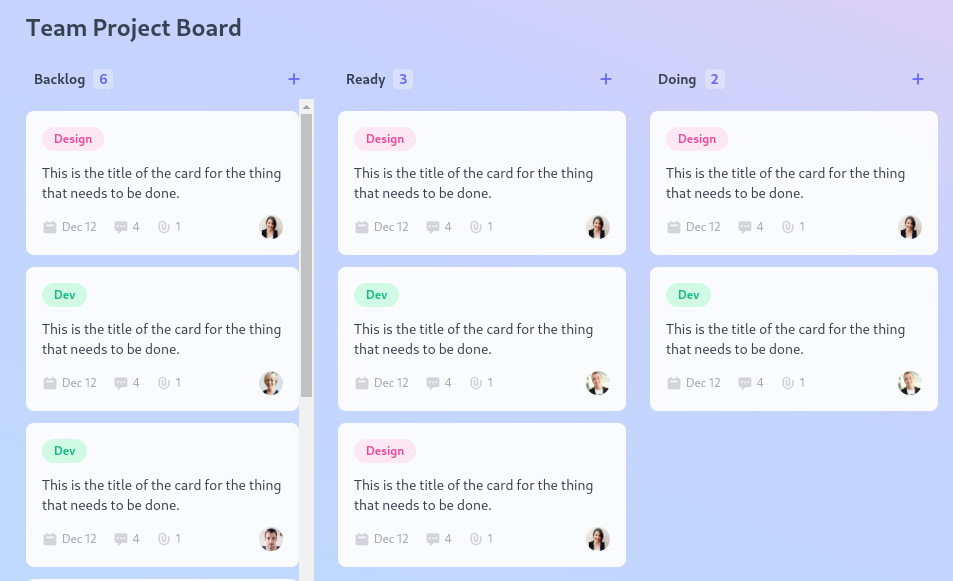 Team Project Board
Backlog 6 +
Design
This is the title of the card for the thing
that needs to be done.
Dec 12 4 1
Dev
This is the title of the card for the thing
that needs to be done.
Dec 12 4 1
Dev
This is the title of the card for the thing
that needs to be done.
Dec 12 4 1
Ready 3 +
Design
This is the title of the card for the thing
that needs to be done.
Dec 12 4 1
Dev
This is the title of the card for the thing
that needs to be done.
Dec 12 4 1
Design
This is the title of the card for the thing
that needs to be done.
Dec 12 4 1
Doing 2 +
Design
This is the title of the card for the thing
that needs to be done.
Dec 12 4 1
Dev
This is the title of the card for the thing
that needs to be done.
Dec 12 4 1